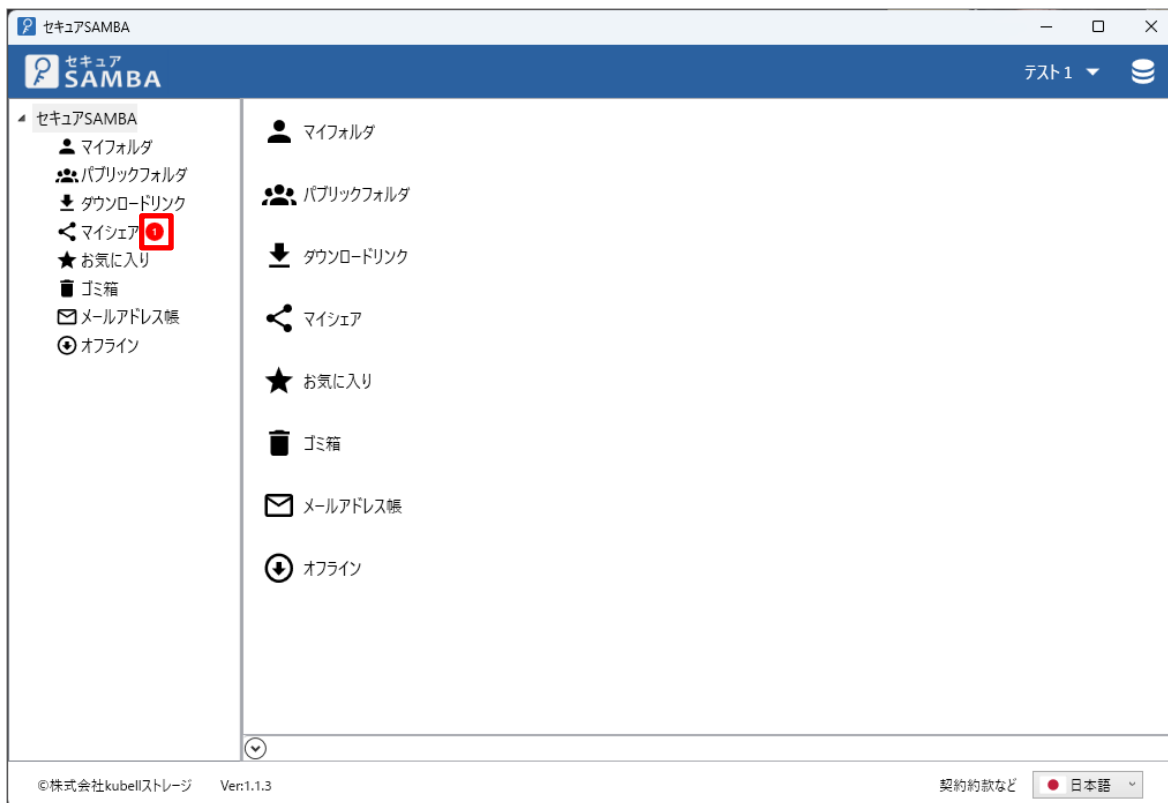 セキュアSAMBA
セキュア
SAMBA
テスト1
セキュアSAMBA
マイフォルダ
パブリックフォルダ
ダウンロードリンク
マイシェア 1
お気に入り
ゴミ箱
メールアドレス帳
オフライン
マイフォルダ
パブリックフォルダ
ダウンロードリンク
マイシェア
お気に入り
ゴミ箱
メールアドレス帳
オフライン
©株式会社kubellストレージ Ver:1.1.3 契約約款など 日本語